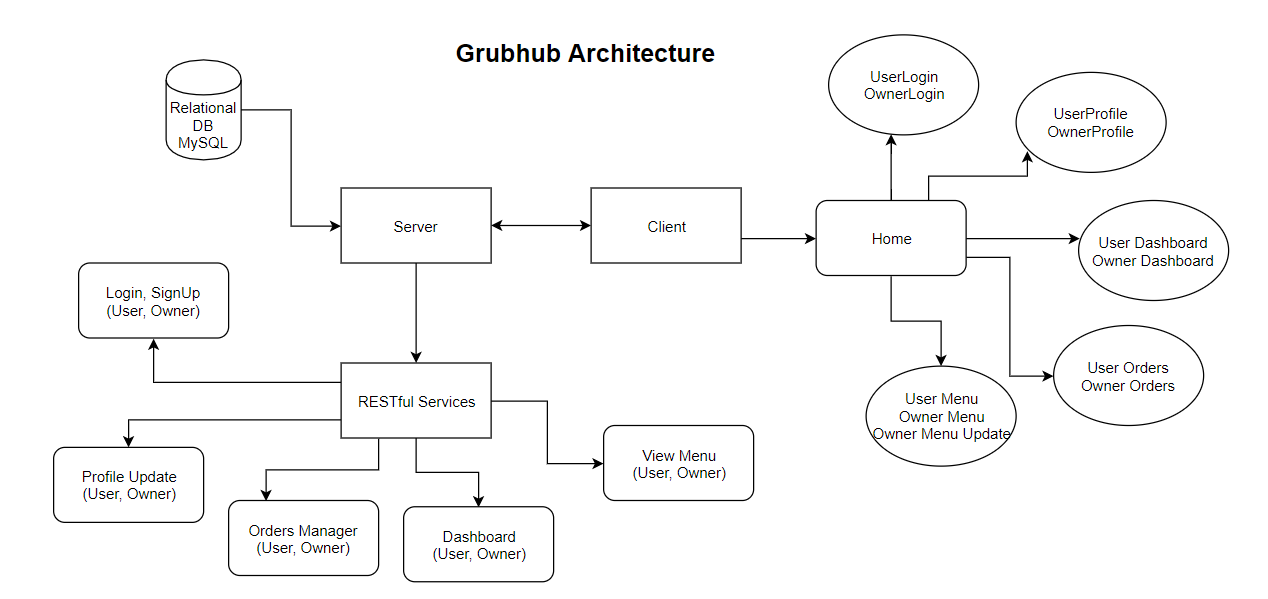 Grubhub Architecture
Relational
DB
MySQL
UserLogin
OwnerLogin
UserProfile
OwnerProfile
Server
Client
Home
User Dashboard
Owner Dashboard
Login, SignUp
(User, Owner)
RESTful Services
User Orders
Owner Orders
User Menu
Owner Menu
Owner Menu Update
Profile Update
(User, Owner)
View Menu
(User, Owner)
Orders Manager
(User, Owner)
Dashboard
(User, Owner)